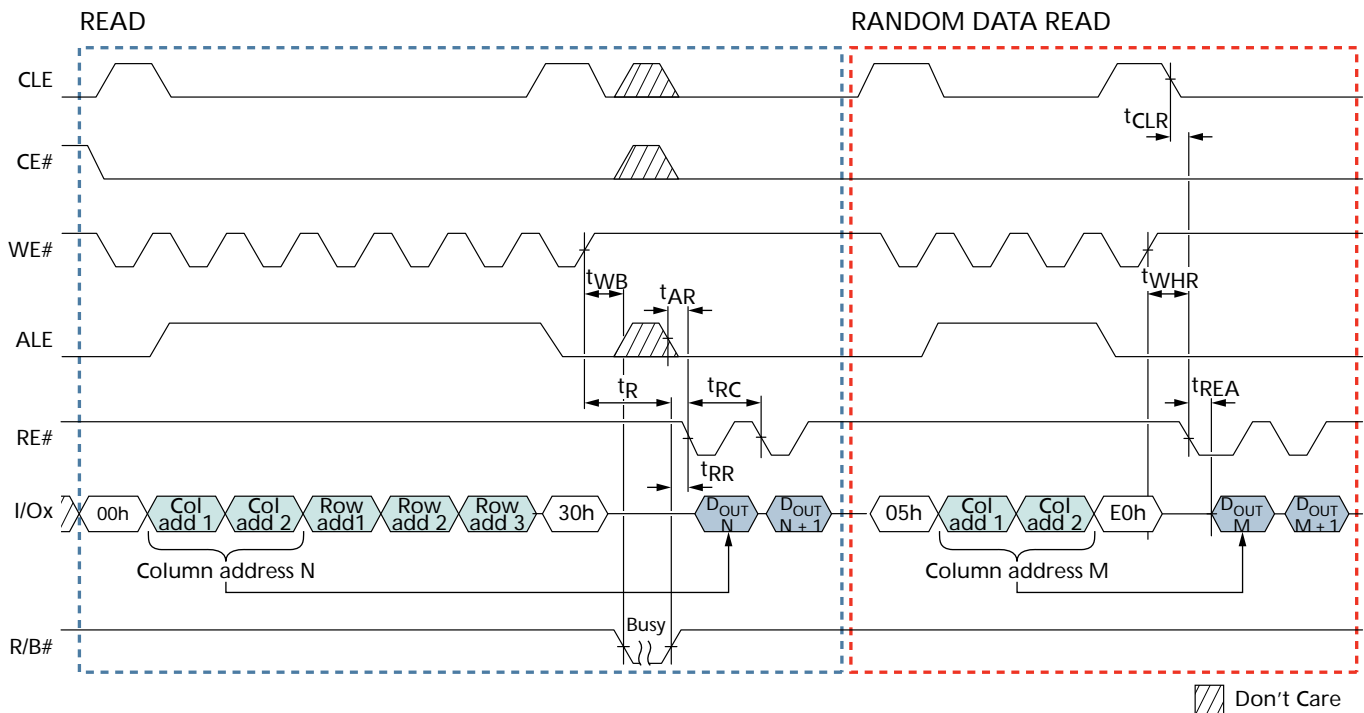 READ
RANDOM DATA READ
CLE
tCLR
CE#
WE#
tWB
tAR
tWHR
ALE
tR
tRC
tREA
RE#
tRR
I/Ox
00h
Col add 1
Col add 2
Row add1
Row add 2
Row add 3
30h
DOUT N
DOUT N + 1
05h
Col add 1
Col add 2
E0h
DOUT M
DOUT M + 1
Column address N
Column address M
Busy
R/B#
Don't Care